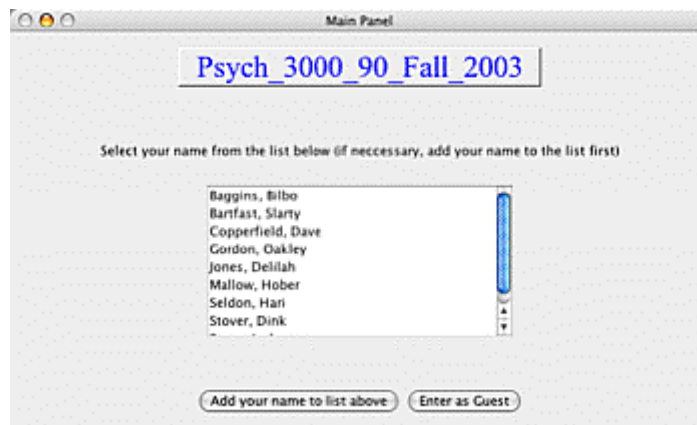 Main Panel
Psych_3000_90_Fall_2003
Select your name from the list below (if neccessary, add your name to the list first)
Baggins, Bilbo
Bartfast, Slarty
Copperfield, Dave
Gordon, Oakley
Jones, Delilah
Mallow, Hober
Seldon, Hari
Stover, Dink
Add your name to list above Enter as Guest